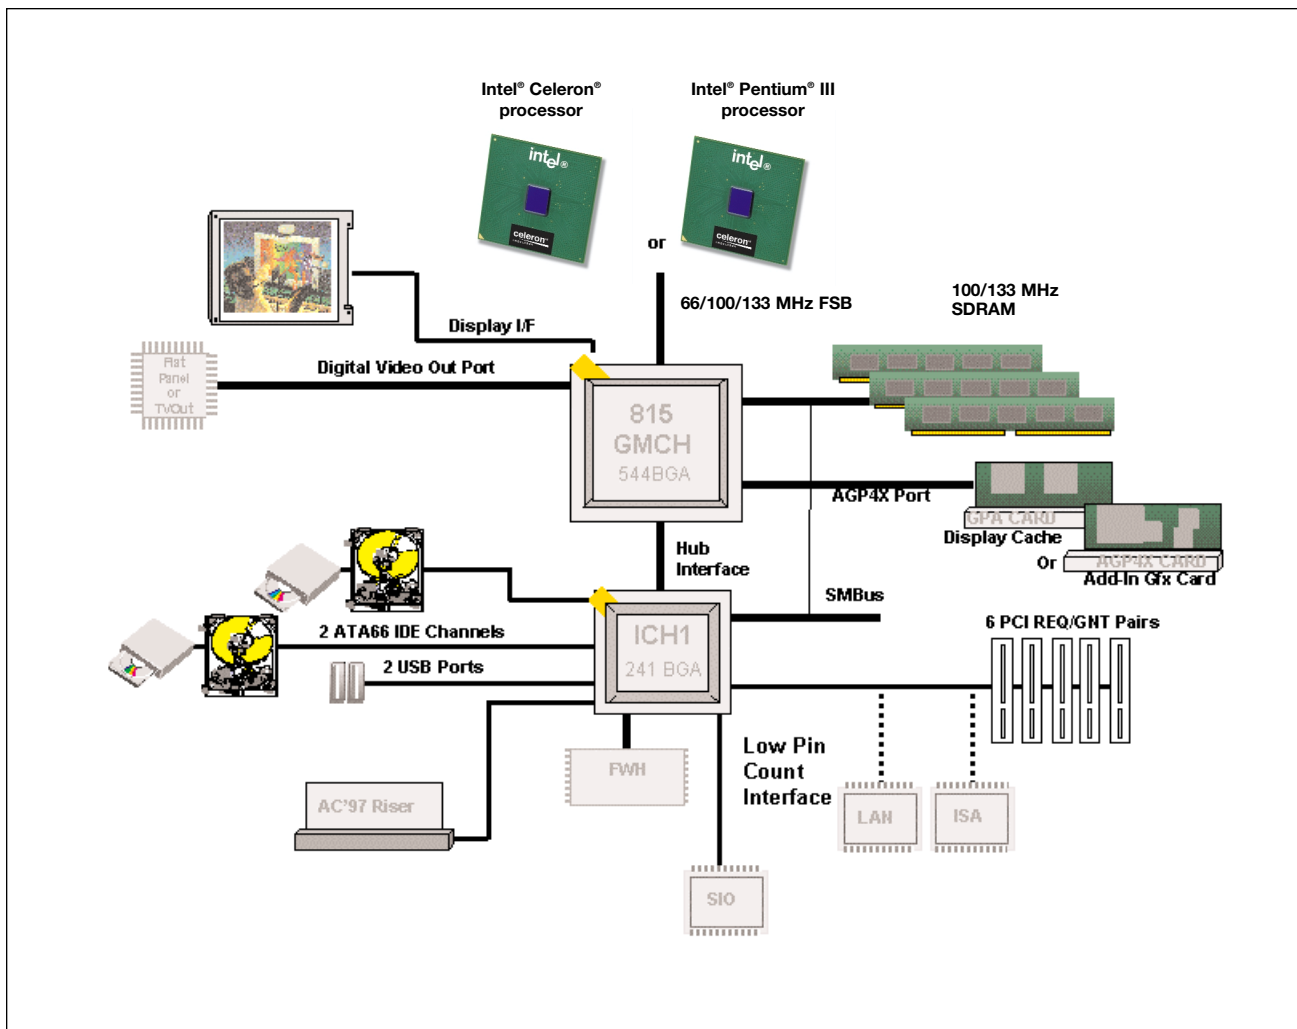 Intel® Celeron®
processor
Intel® Pentium® III
processor
intel®
celeron™
intel®
celeron™
or
66/100/133 MHz FSB
100/133 MHz
SDRAM
Display I/F
Digital Video Out Port
Flat
Panel
or
TVOut
815
GMCH
544BGA
AGP4X Port
GPA CARD
Display Cache
Or
AGP4X CARD
Add-In Gfx Card
Hub
Interface
SMBus
2 ATA66 IDE Channels
ICH1
241 BGA
6 PCI REQ/GNT Pairs
2 USB Ports
FWH
Low Pin
Count
Interface
AC'97 Riser
LAN
ISA
SIO